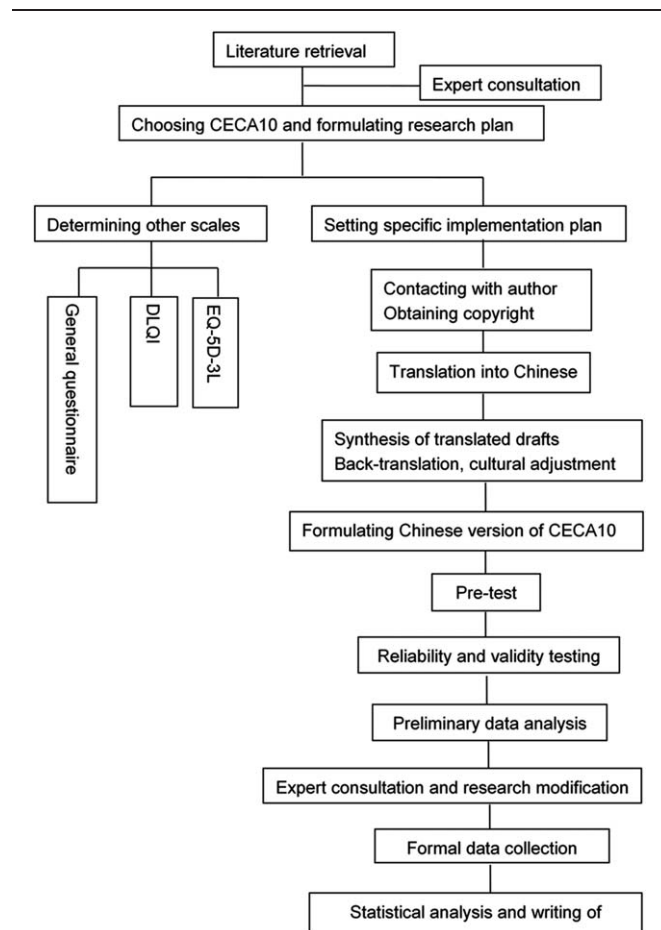 Literature retrieval
Expert consultation
Choosing CECA10 and formulating research plan
Determining other scales
Setting specific implementation plan
General questionnaire
DLQI
EQ-5D-3L
Contacting with author
Obtaining copyright
Translation into Chinese
Synthesis of translated drafts
Back-translation, cultural adjustment
Formulating Chinese version of CECA10
Pre-test
Reliability and validity testing
Preliminary data analysis
Expert consultation and research modification
Formal data collection
Statistical analysis and writing of